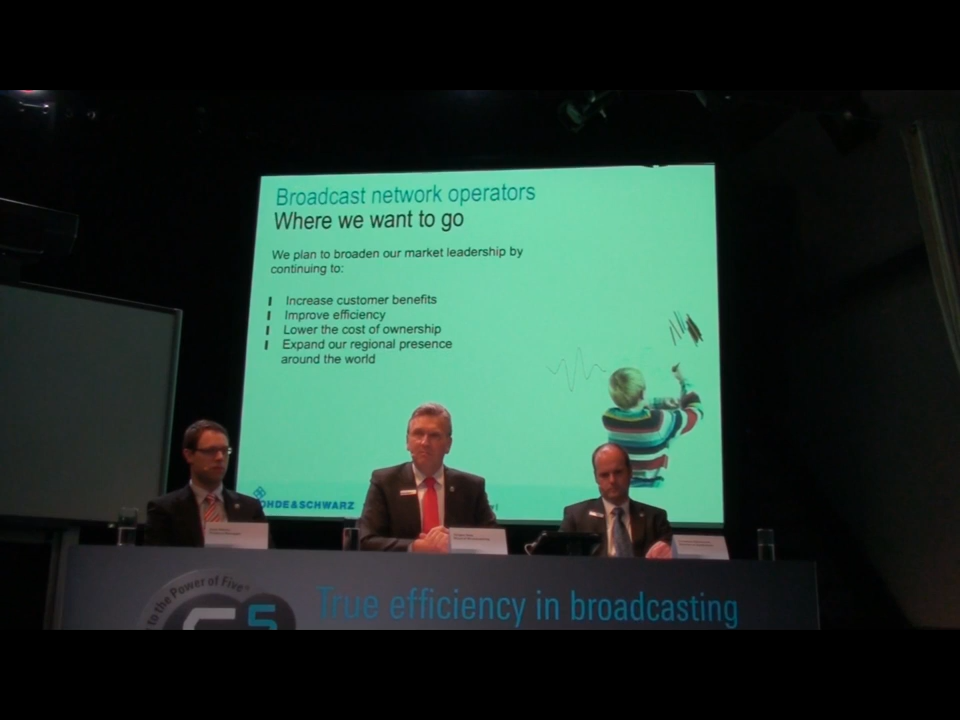 Broadcast network operators
Where we want to go
We plan to broaden our market leadership by
continuing to:
Increase customer benefits
Improve efficiency
Lower the cost of ownership
Expand our regional presence
around the world
OHDE&SCHWARZ
to the Power of Five
5
True efficiency in broadcasting